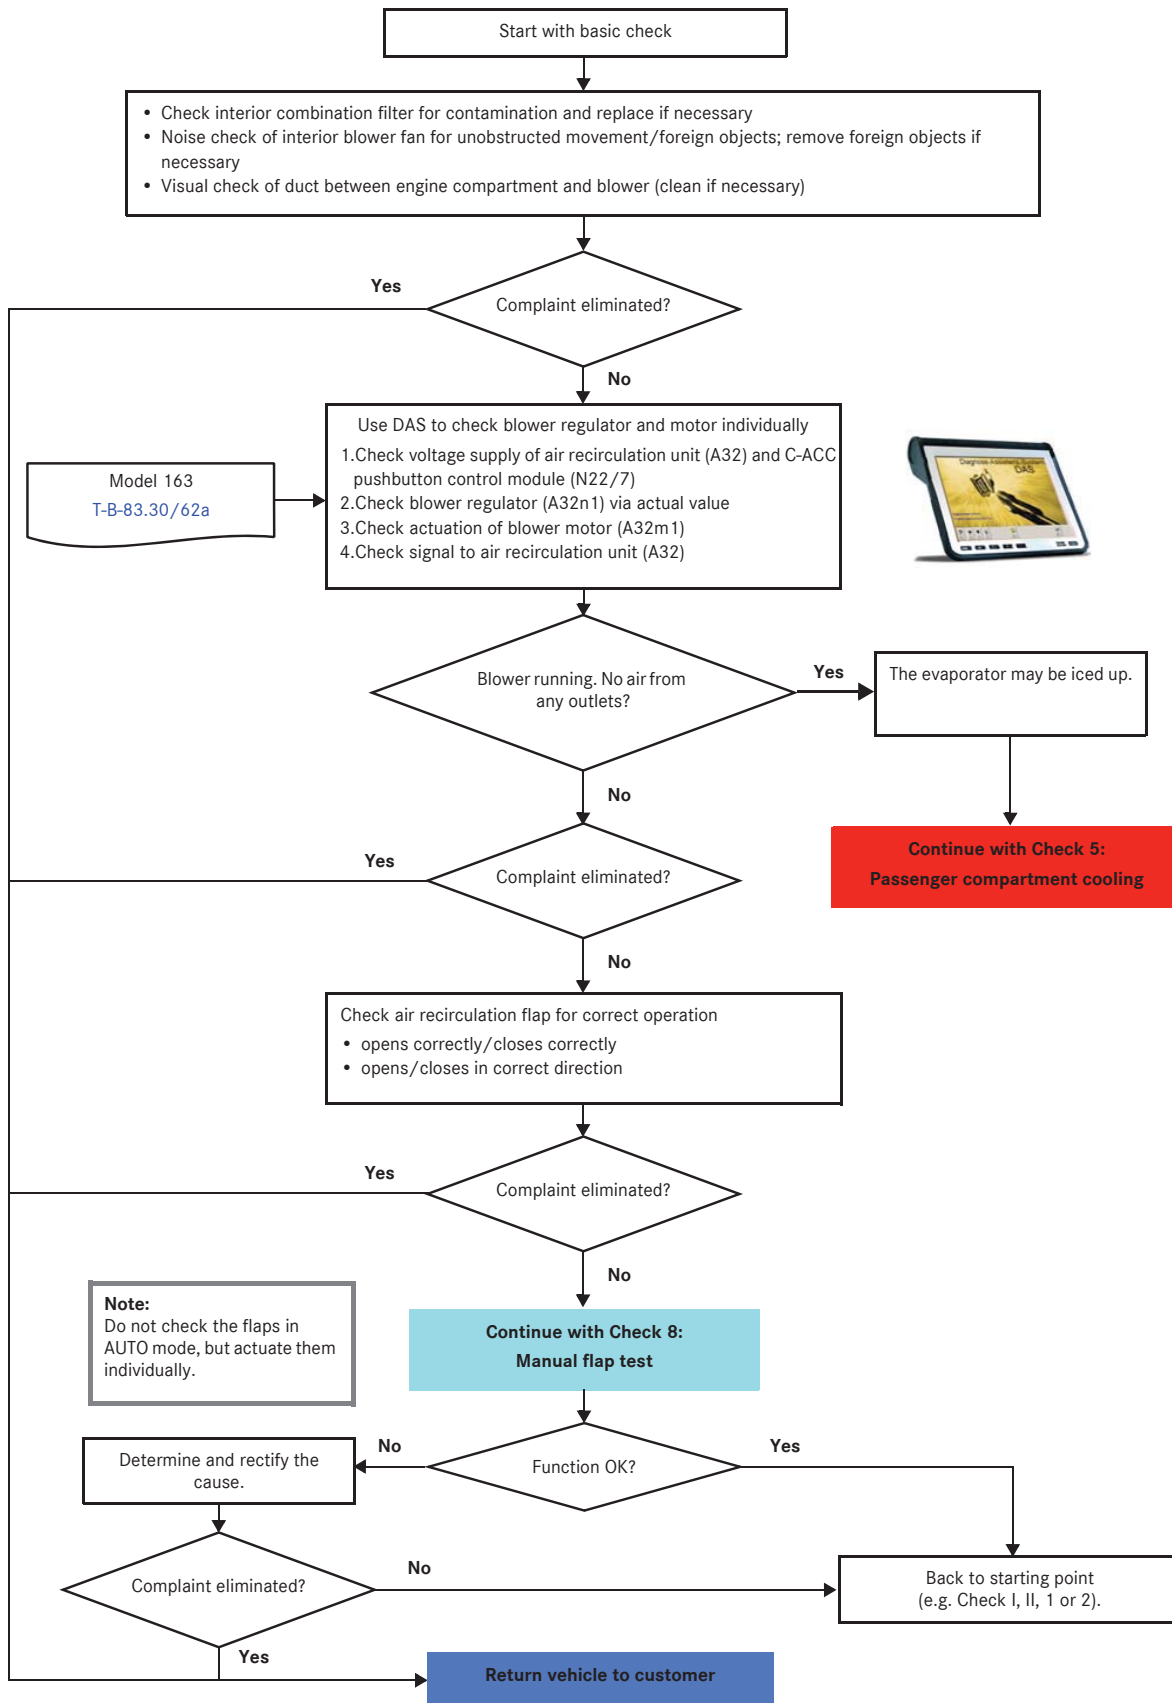 Start with basic check
• Check interior combination filter for contamination and replace if necessary
• Noise check of interior blower fan for unobstructed movement/foreign objects; remove foreign objects if
necessary
• Visual check of duct between engine compartment and blower (clean if necessary)
Yes
Complaint eliminated?
No
Use DAS to check blower regulator and motor individually
1.Check voltage supply of air recirculation unit (A32) and C-ACC
pushbutton control module (N22/7)
2.Check blower regulator (A32n1) via actual value
3.Check actuation of blower motor (A32m1)
4.Check signal to air recirculation unit (A32)
Model 163
T-B-83.30/62a
DAS
Blower running. No air from
any outlets?
Yes
The evaporator may be iced up.
No
Continue with Check 5:
Passenger compartment cooling
Yes
Complaint eliminated?
No
Check air recirculation flap for correct operation
• opens correctly/closes correctly
• opens/closes in correct direction
Yes
Complaint eliminated?
No
Note:
Do not check the flaps in
AUTO mode, but actuate them
individually.
Continue with Check 8:
Manual flap test
No
Function OK?
Yes
Determine and rectify the
cause.
Complaint eliminated?
No
Back to starting point
(e.g. Check I, II, 1 or 2).
Yes
Return vehicle to customer